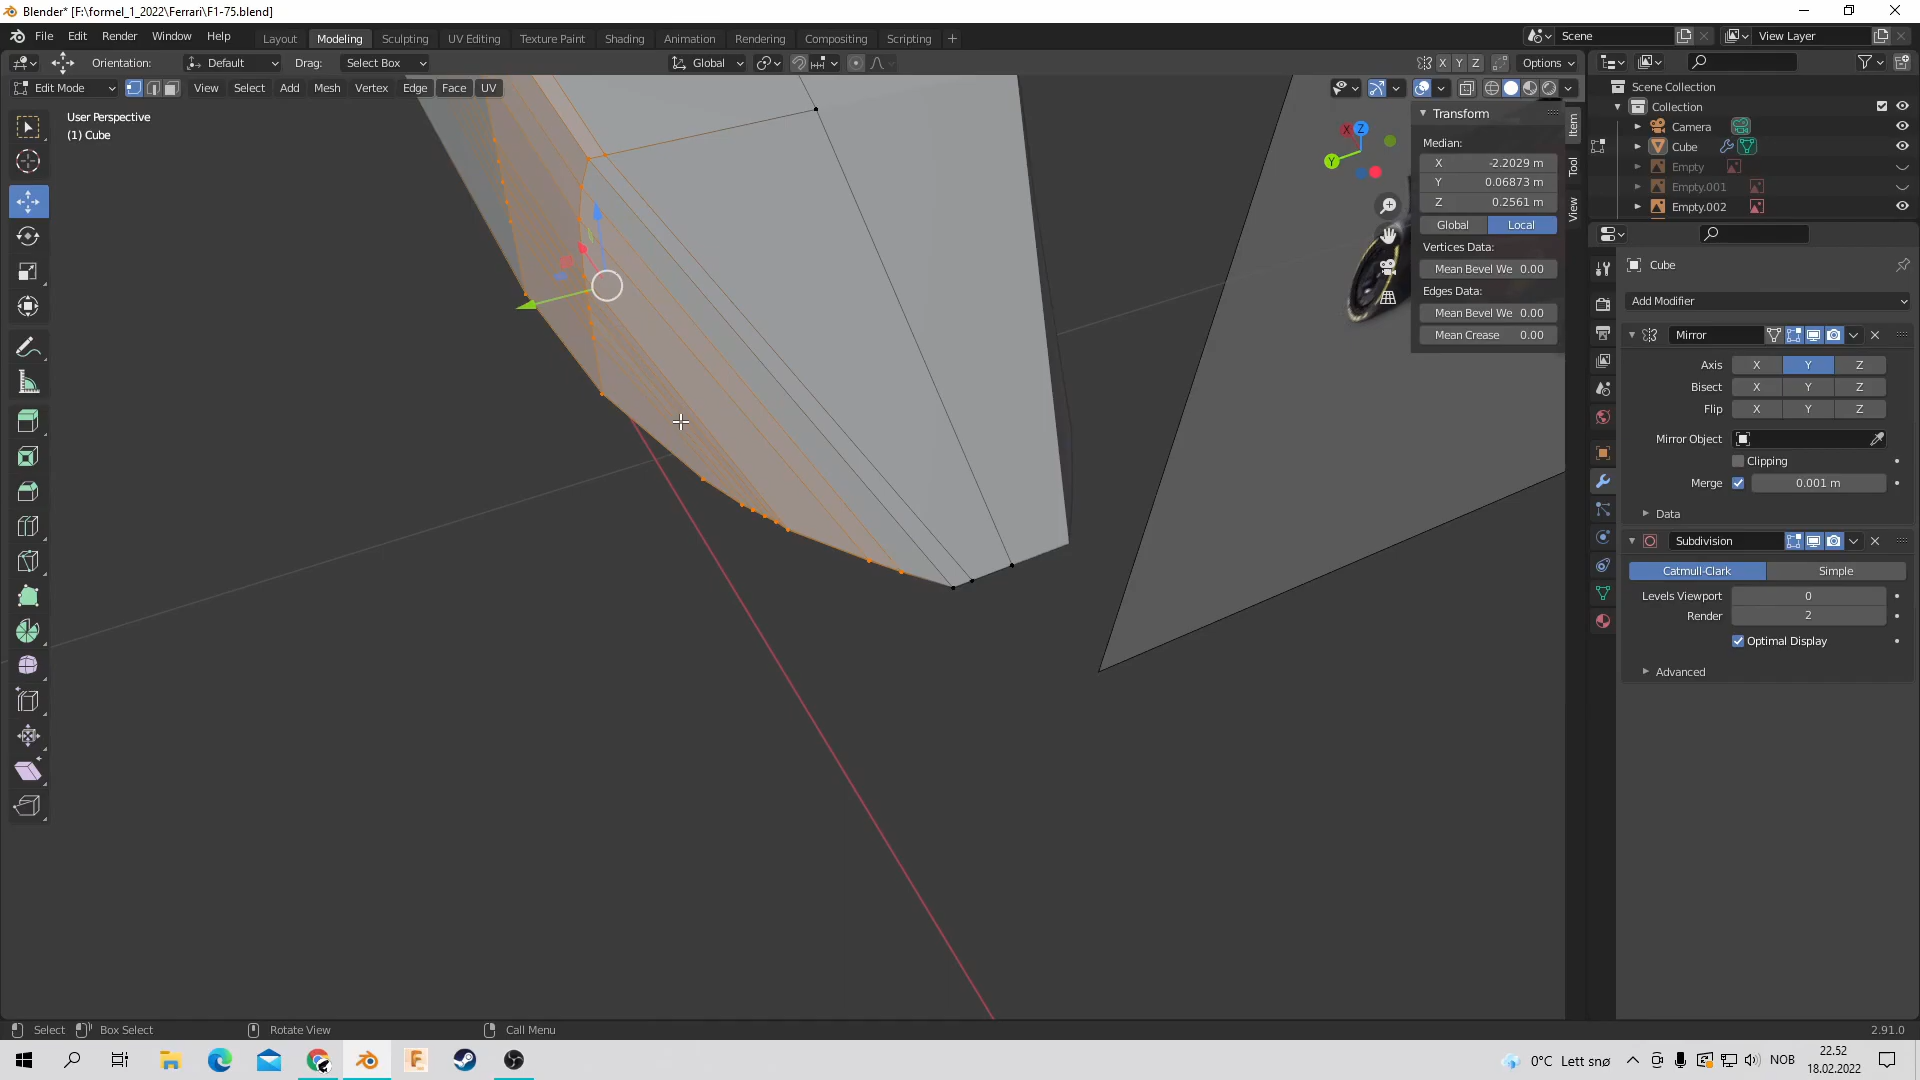 Blender* [F:\formel_1_2022\Ferrari\F1-75.blend]
File Edit Render Window Help
Layout Modeling Sculpting UV Editing Texture Paint Shading Animation Rendering Compositing Scripting +
Scene
View Layer
Orientation: Default Drag: Select Box
Global
X Y Z Options
Edit Mode View Select Add Mesh Vertex Edge Face UV
User Perspective
(1) Cube
Transform
Median:
X -2.2029 m
Y 0.06873 m
Z 0.2561 m
Global Local
Vertices Data:
Mean Bevel We 0.00
Edges Data:
Mean Bevel We 0.00
Mean Crease 0.00
Item
Tool
View
X Z
Y
Scene Collection
Collection
Camera
Cube
Empty
Empty.001
Empty.002
Cube
Add Modifier
Mirror
Axis X Y Z
Bisect X Y Z
Flip X Y Z
Mirror Object
Clipping
Merge 0.001 m
Data
Subdivision
Catmull-Clark Simple
Levels Viewport 0
Render 2
Optimal Display
Advanced
Select Box Select Rotate View Call Menu 2.91.0
0°C Lett snø NOB
22.52
18.02.2022